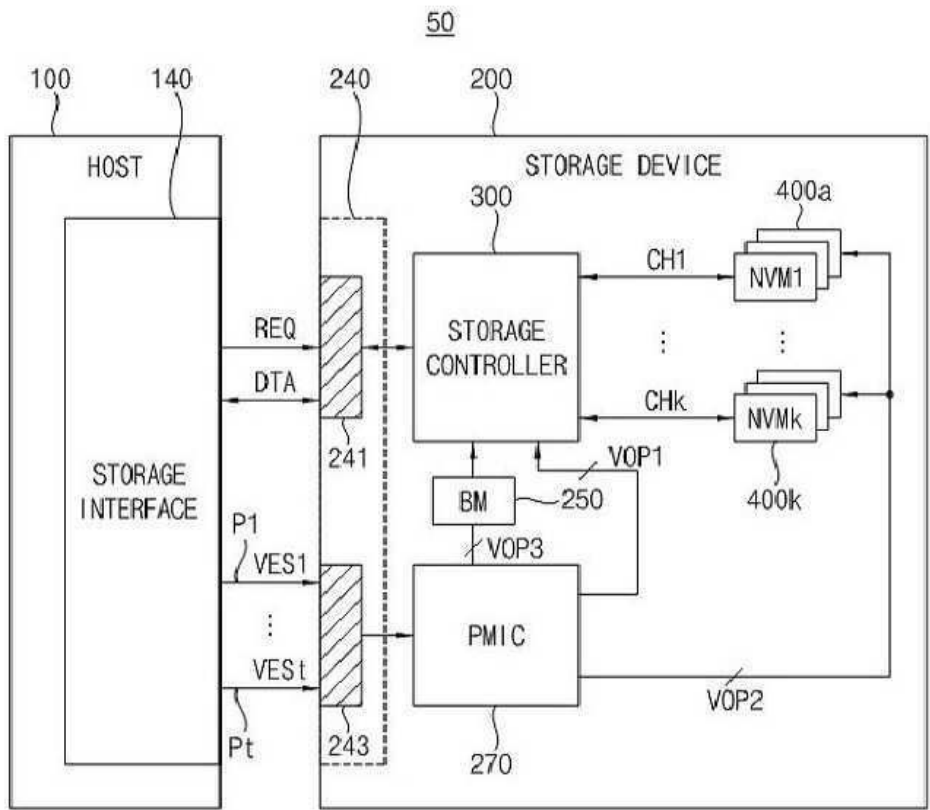 50
100
140
240
200
HOST
STORAGE DEVICE
300
400a
CH1
NVM1
REQ
STORAGE
CONTROLLER
DTA
CHk
NVMk
241
VOP1
STORAGE
INTERFACE
BM
250
400k
P1
VES1
VOP3
PMIC
VESt
VOP2
Pt
243
270